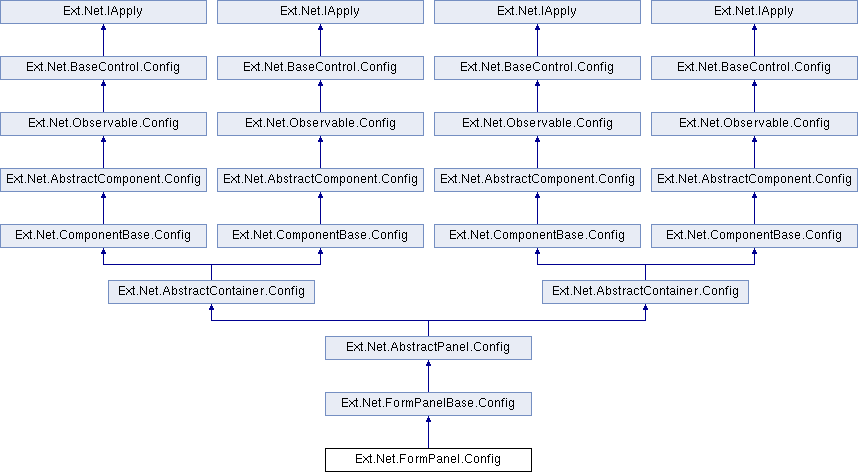 Ext.Net.IApply Ext.Net.IApply Ext.Net.IApply Ext.Net.IApply
Ext.Net.BaseControl.Config Ext.Net.BaseControl.Config Ext.Net.BaseControl.Config Ext.Net.BaseControl.Config
Ext.Net.Observable.Config Ext.Net.Observable.Config Ext.Net.Observable.Config Ext.Net.Observable.Config
Ext.Net.AbstractComponent.Config Ext.Net.AbstractComponent.Config Ext.Net.AbstractComponent.Config Ext.Net.AbstractComponent.Config
Ext.Net.ComponentBase.Config Ext.Net.ComponentBase.Config Ext.Net.ComponentBase.Config Ext.Net.ComponentBase.Config
Ext.Net.AbstractContainer.Config Ext.Net.AbstractContainer.Config
Ext.Net.AbstractPanel.Config
Ext.Net.FormPanelBase.Config
Ext.Net.FormPanel.Config